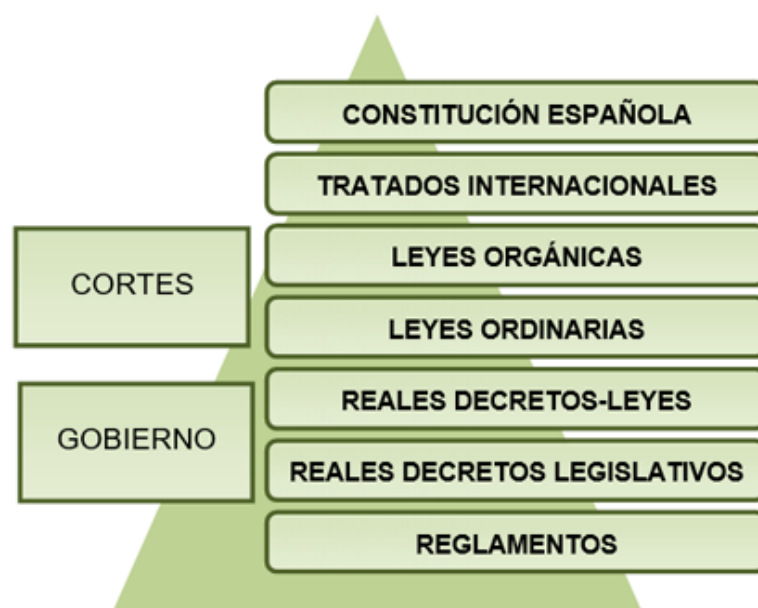 CONSTITUCIÓN ESPAÑOLA
TRATADOS INTERNACIONALES
CORTES
LEYES ORGÁNICAS
LEYES ORDINARIAS
GOBIERNO
REALES DECRETOS-LEYES
REALES DECRETOS LEGISLATIVOS
REGLAMENTOS